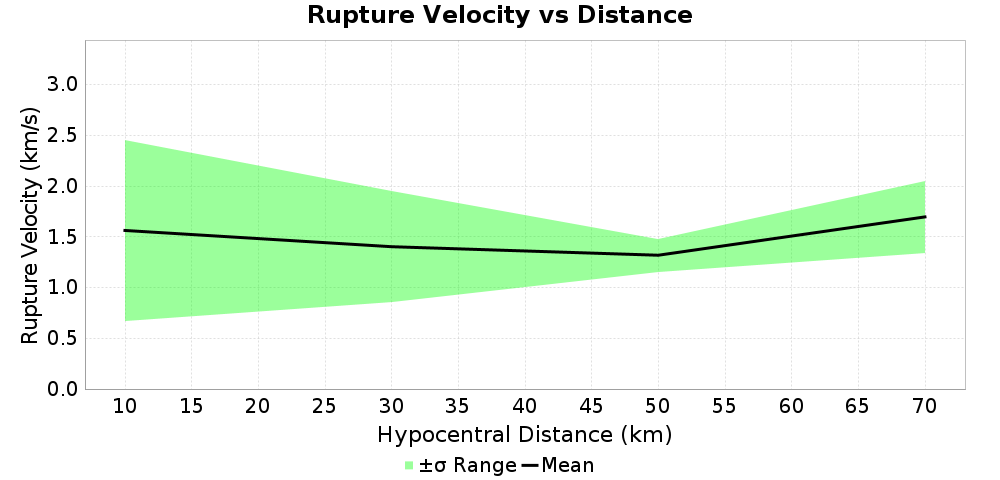 Rupture Velocity vs Distance
Rupture Velocity (km/s)
3.0
2.5
2.0
1.5
1.0
0.5
0.0
10 15 20 25 30 35 40 45 50 55 60 65 70
Hypocentral Distance (km)
±σ Range Mean